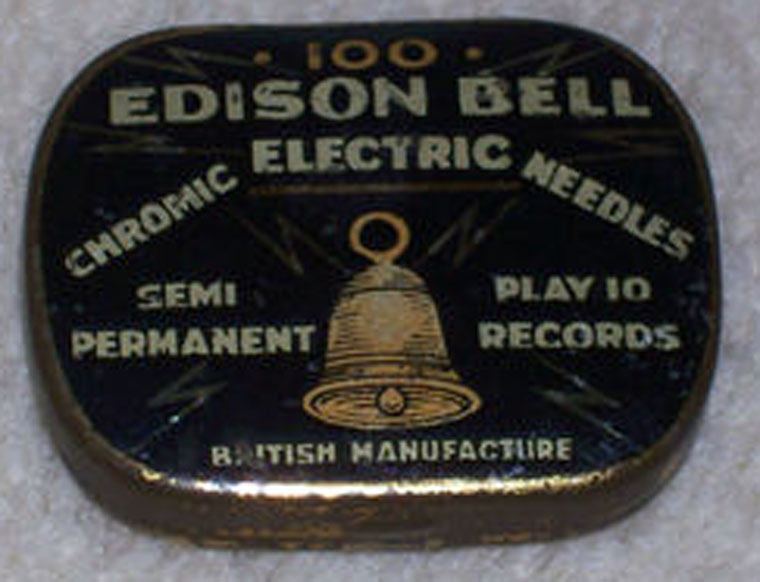 • 100 •
EDISON BELL
CHROMIC ELECTRIC NEEDLES
SEMI PERMANENT
PLAY 10 RECORDS
BRITISH MANUFACTURE